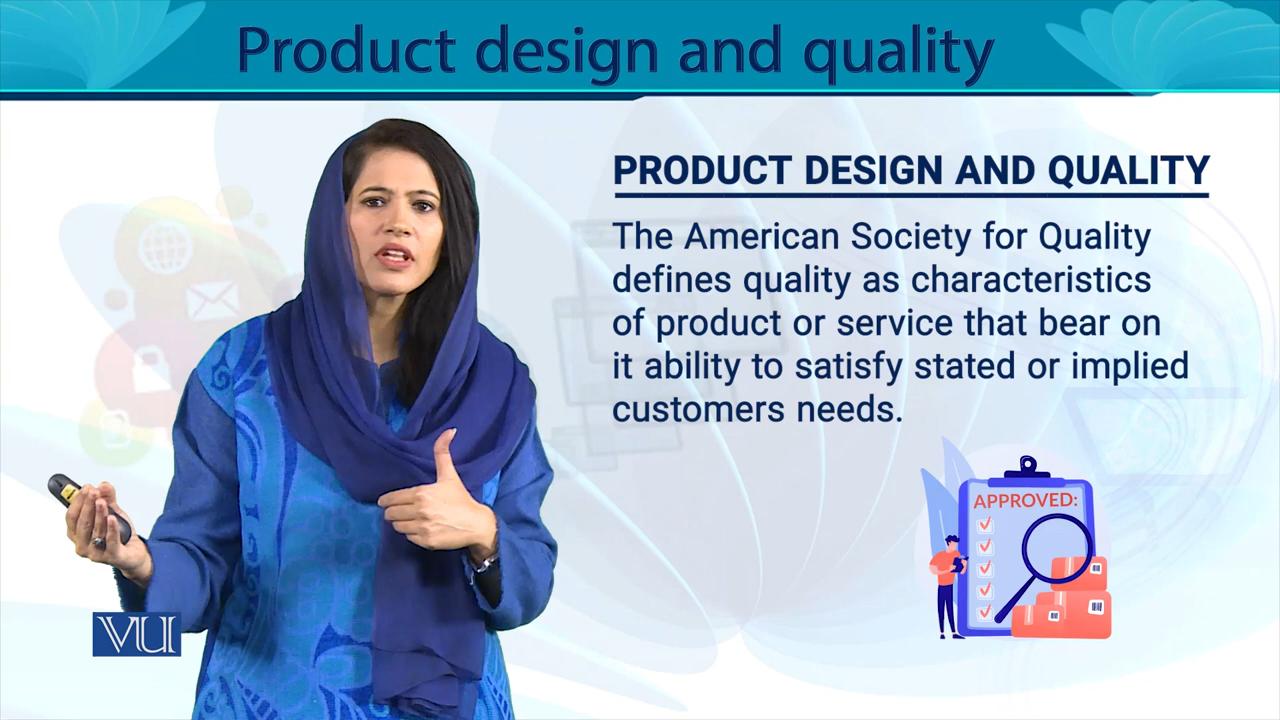 Product design and quality
PRODUCT DESIGN AND QUALITY
The American Society for Quality
defines quality as characteristics
of product or service that bear on
it ability to satisfy stated or implied
customers needs.
APPROVED:
VU